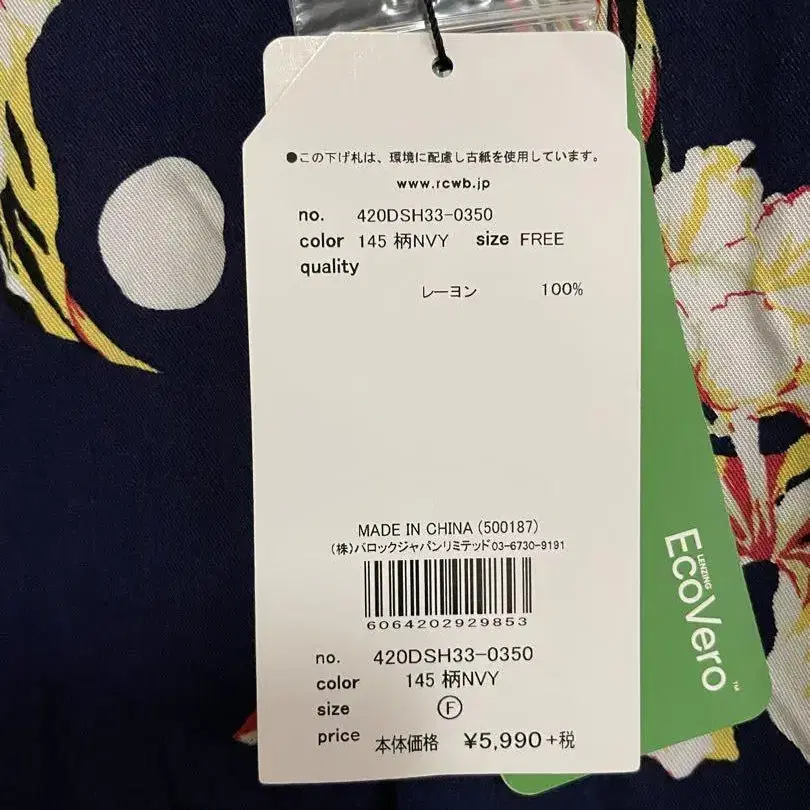 ●この下げ札は、環境に配慮し古紙を使用しています。
www.rcwb.jp
no. 420DSH33-0350
color 145 柄NVY size FREE
quality
レーヨン 100%
MADE IN CHINA (500187)
(株)バロックジャパンリミテッド03-6730-9191
6064202929853
no. 420DSH33-0350
color 145 柄NVY
size Ⓕ
price 本体価格 ¥5,990+税
LENZING
EcoVero™